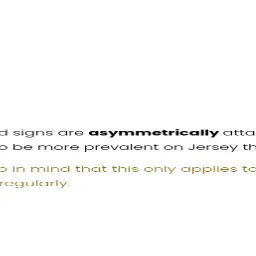 d signs are asymmetrically atta
o be more prevalent on Jersey th
p in mind that this only applies to
regularly.